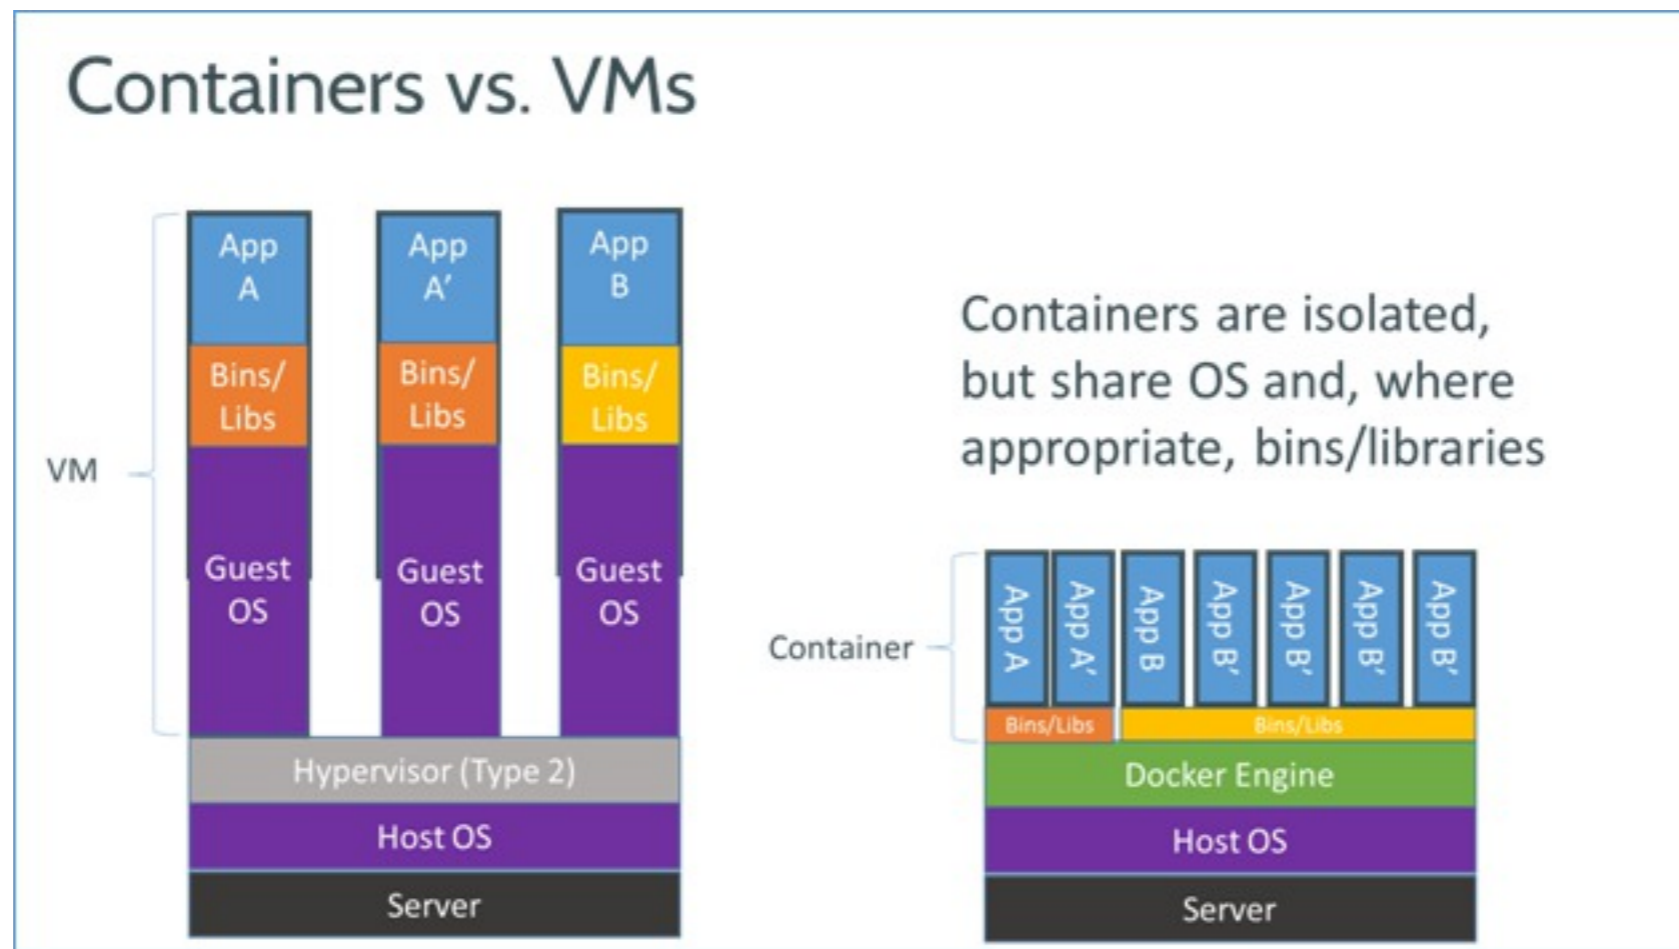 Containers vs. VMs
VM
App
A
Bins/
Libs
Guest
OS
App
A′
Bins/
Libs
Guest
OS
App
B
Bins/
Libs
Guest
OS
Hypervisor (Type 2)
Host OS
Server
Containers are isolated,
but share OS and, where
appropriate, bins/libraries
Container
App A
App A′
App B
App B′
App B′
App B′
App B′
Bins/Libs
Bins/Libs
Docker Engine
Host OS
Server